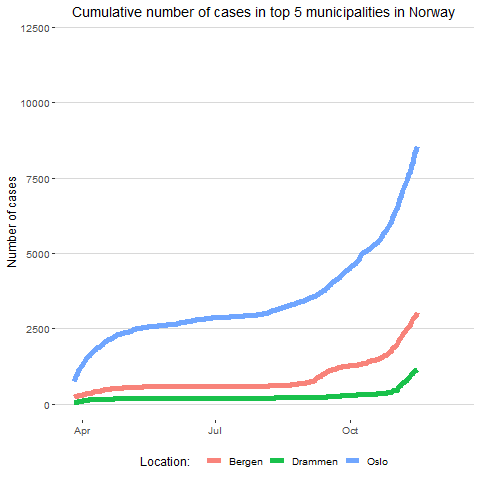 Cumulative number of cases in top 5 municipalities in Norway
12500
10000
7500
5000
2500
0
Number of cases
Apr Jul Oct
Location: Bergen Drammen Oslo